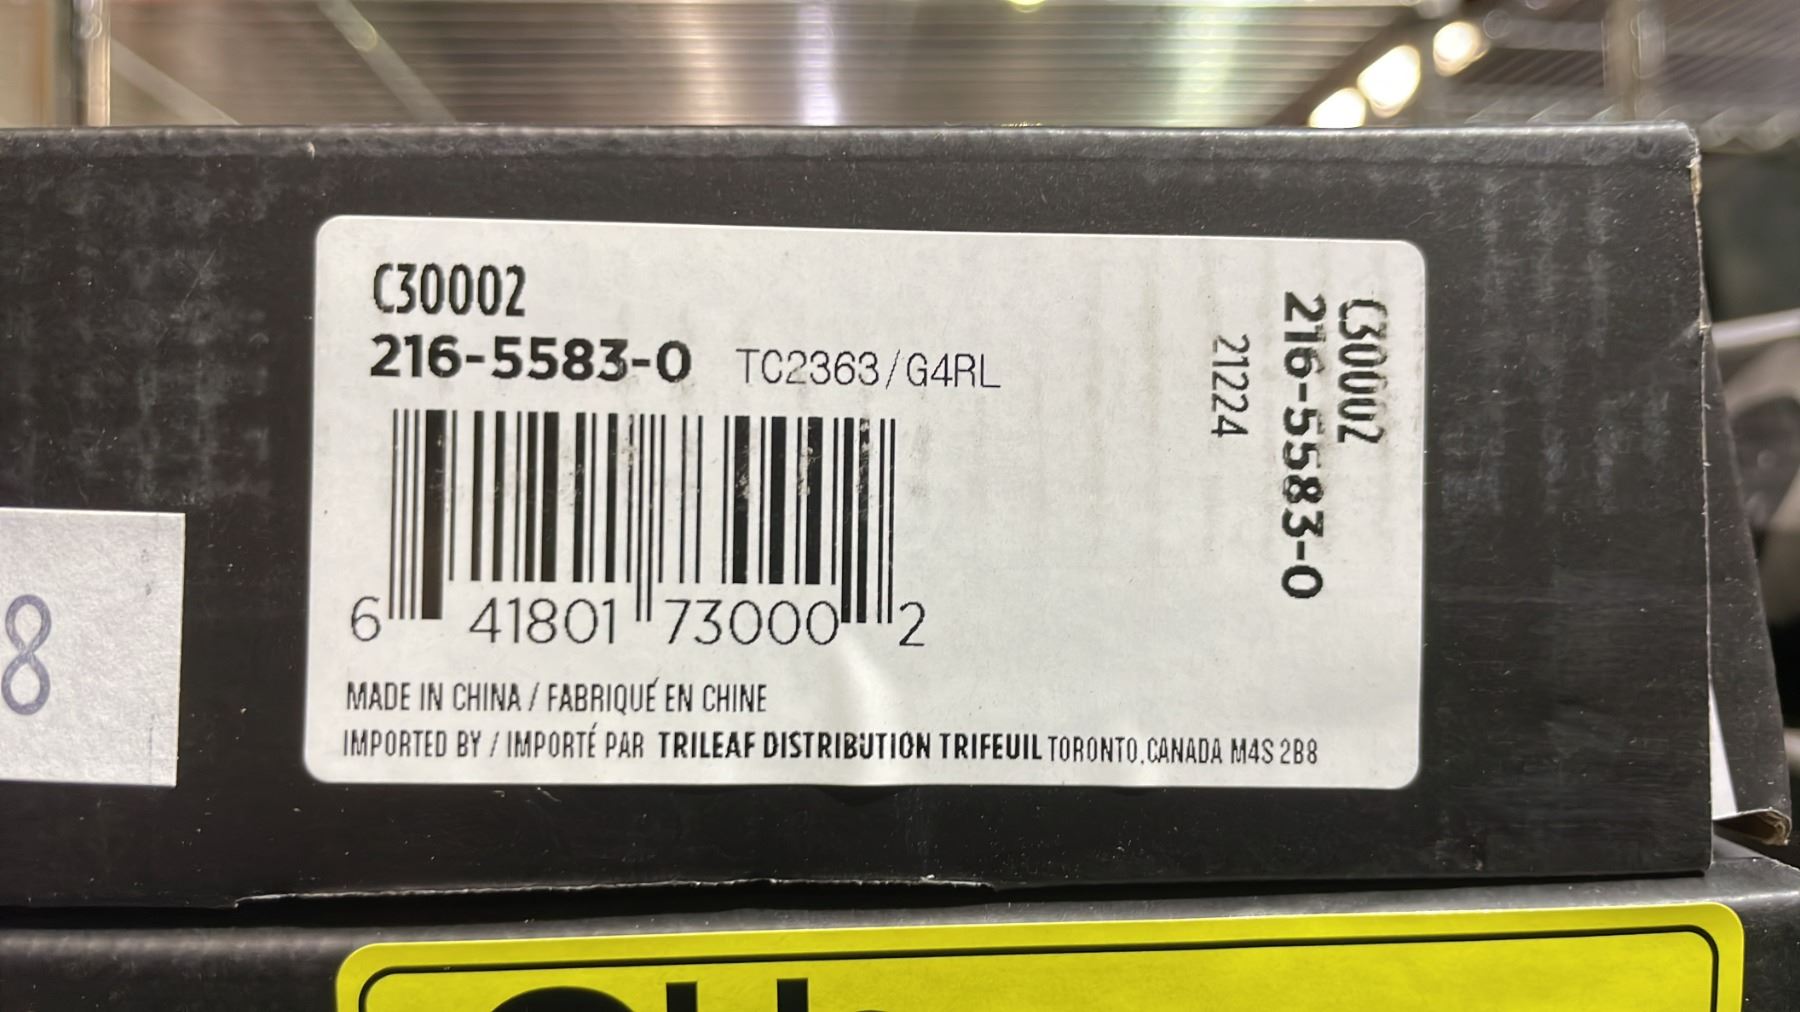 C30002
216-5583-0 TC2363/G4RL
6 41801 73000 2
MADE IN CHINA / FABRIQUÉ EN CHINE
IMPORTED BY / IMPORTÉ PAR TRILEAF DISTRIBUTION TRIFEUIL TORONTO, CANADA M4S 2B8
C30002
216-5583-0
21224
8